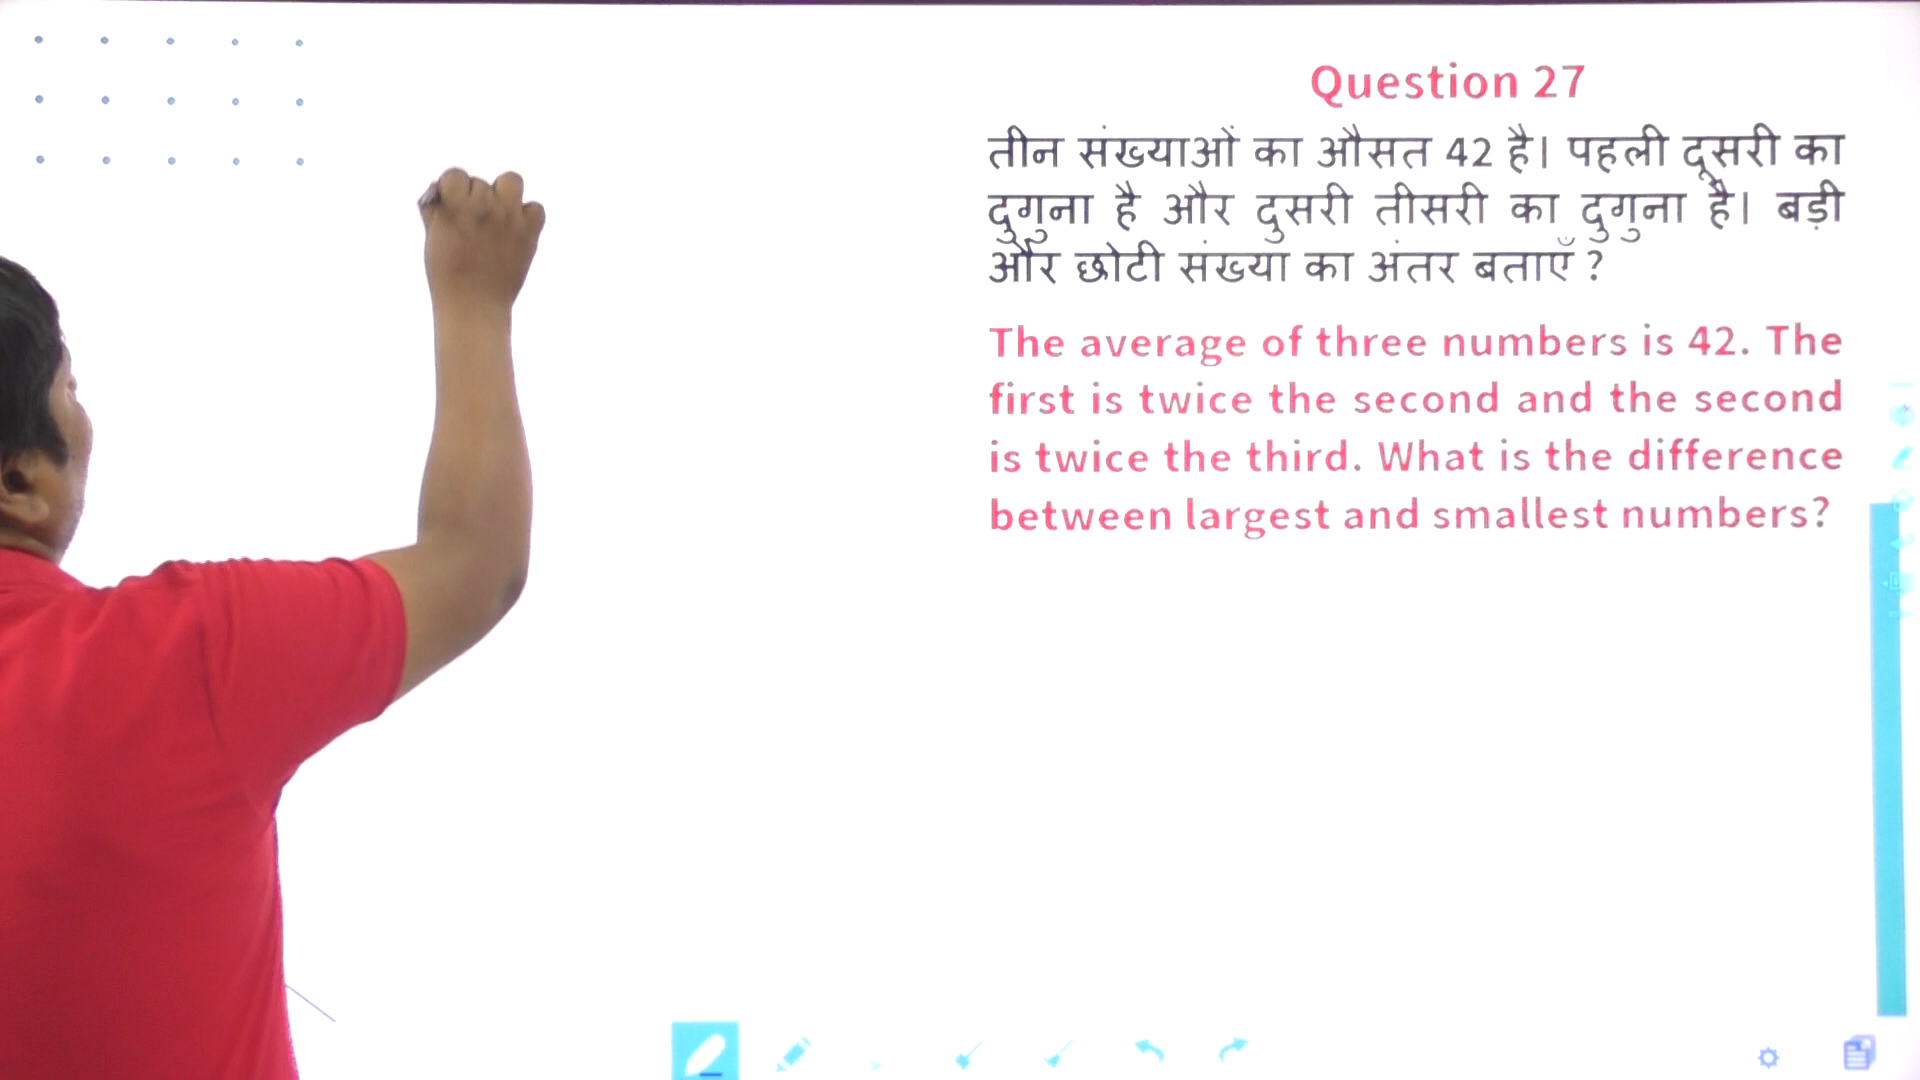 Question 27
तीन संख्याओं का औसत 42 है। पहली दूसरी का
दुगुना है और दुसरी तीसरी का दुगुना है। बड़ी
और छोटी संख्या का अंतर बताएँ ?
The average of three numbers is 42. The
first is twice the second and the second
is twice the third. What is the difference
between largest and smallest numbers?